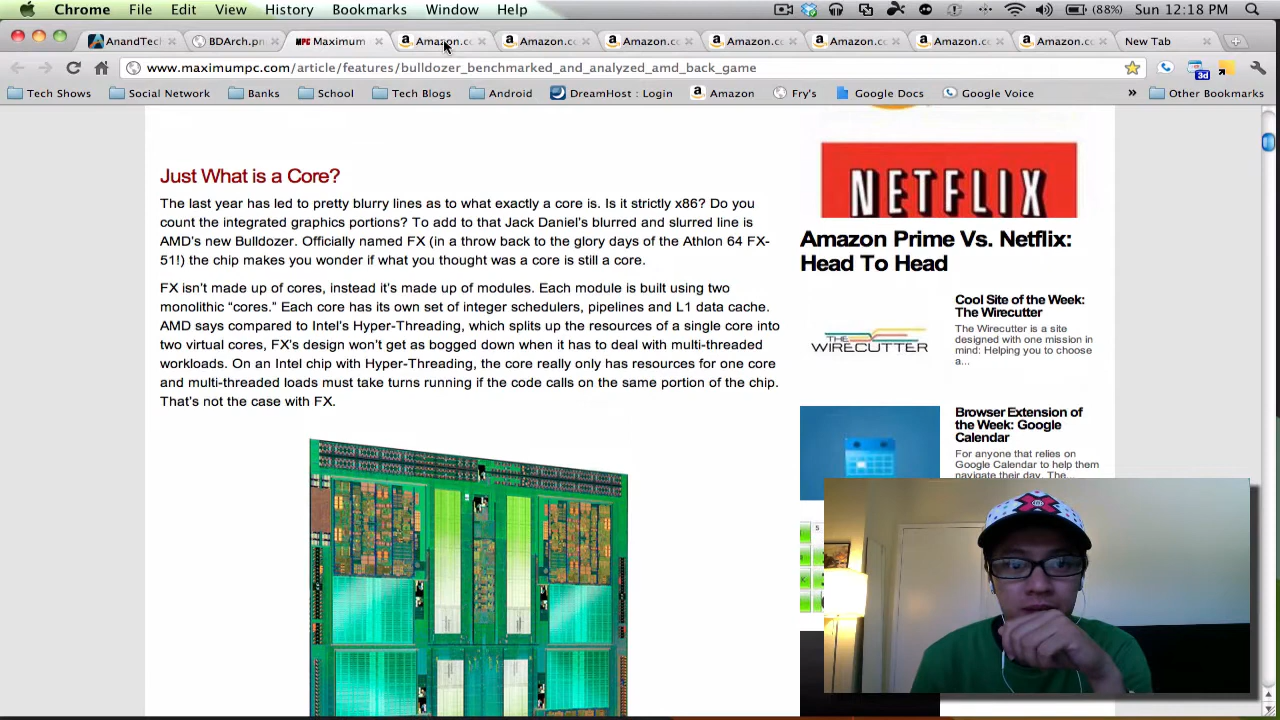 Chrome File Edit View History Bookmarks Window Help (88%) Sun 12:18 PM
AnandTech BDArch.pn MPC Maximum Amazon.co Amazon.co Amazon.co Amazon.co Amazon.co Amazon.co Amazon.co New Tab
www.maximumpc.com/article/features/bulldozer_benchmarked_and_analyzed_amd_back_game 3d
Tech Shows Social Network Banks School Tech Blogs Android DreamHost : Login Amazon Fry's Google Docs Google Voice » Other Bookmarks
Just What is a Core?
The last year has led to pretty blurry lines as to what exactly a core is. Is it strictly x86? Do you
count the integrated graphics portions? To add to that Jack Daniel's blurred and slurred line is
AMD's new Bulldozer. Officially named FX (in a throw back to the glory days of the Athlon 64 FX-
51!) the chip makes you wonder if what you thought was a core is still a core.
FX isn't made up of cores, instead it's made up of modules. Each module is built using two
monolithic “cores.” Each core has its own set of integer schedulers, pipelines and L1 data cache.
AMD says compared to Intel's Hyper-Threading, which splits up the resources of a single core into
two virtual cores, FX's design won't get as bogged down when it has to deal with multi-threaded
workloads. On an Intel chip with Hyper-Threading, the core really only has resources for one core
and multi-threaded loads must take turns running if the code calls on the same portion of the chip.
That's not the case with FX.
NETFLIX
Amazon Prime Vs. Netflix:
Head To Head
THE
WIRECUTTER
Cool Site of the Week:
The Wirecutter
The Wirecutter is a site
designed with one mission in
mind: Helping you to choose
a...
Browser Extension of
the Week: Google
Calendar
For anyone that relies on
Google Calendar to help them
navigate their day, The...